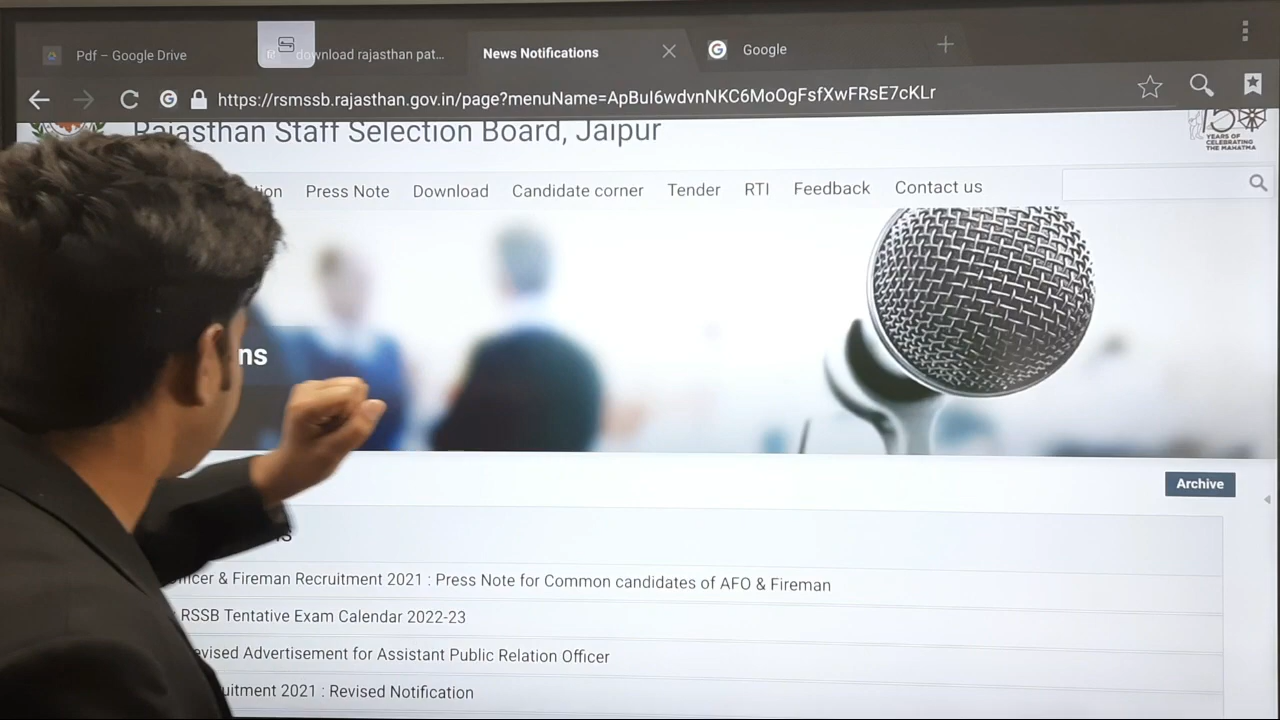 Pdf – Google Drive
download rajasthan pat...
News Notifications
Google
https://rsmssb.rajasthan.gov.in/page?menuName=ApBuI6wdvnNKC6MoOgFsfXwFRsE7cKLr
Rajasthan Staff Selection Board, Jaipur
YEARS OF
CELEBRATING
THE MAHATMA
Press Note
Download
Candidate corner
Tender
RTI
Feedback
Contact us
ns
Archive
& Fireman Recruitment 2021 : Press Note for Common candidates of AFO & Fireman
RSSB Tentative Exam Calendar 2022-23
Advertisement for Assistant Public Relation Officer
2021 : Revised Notification